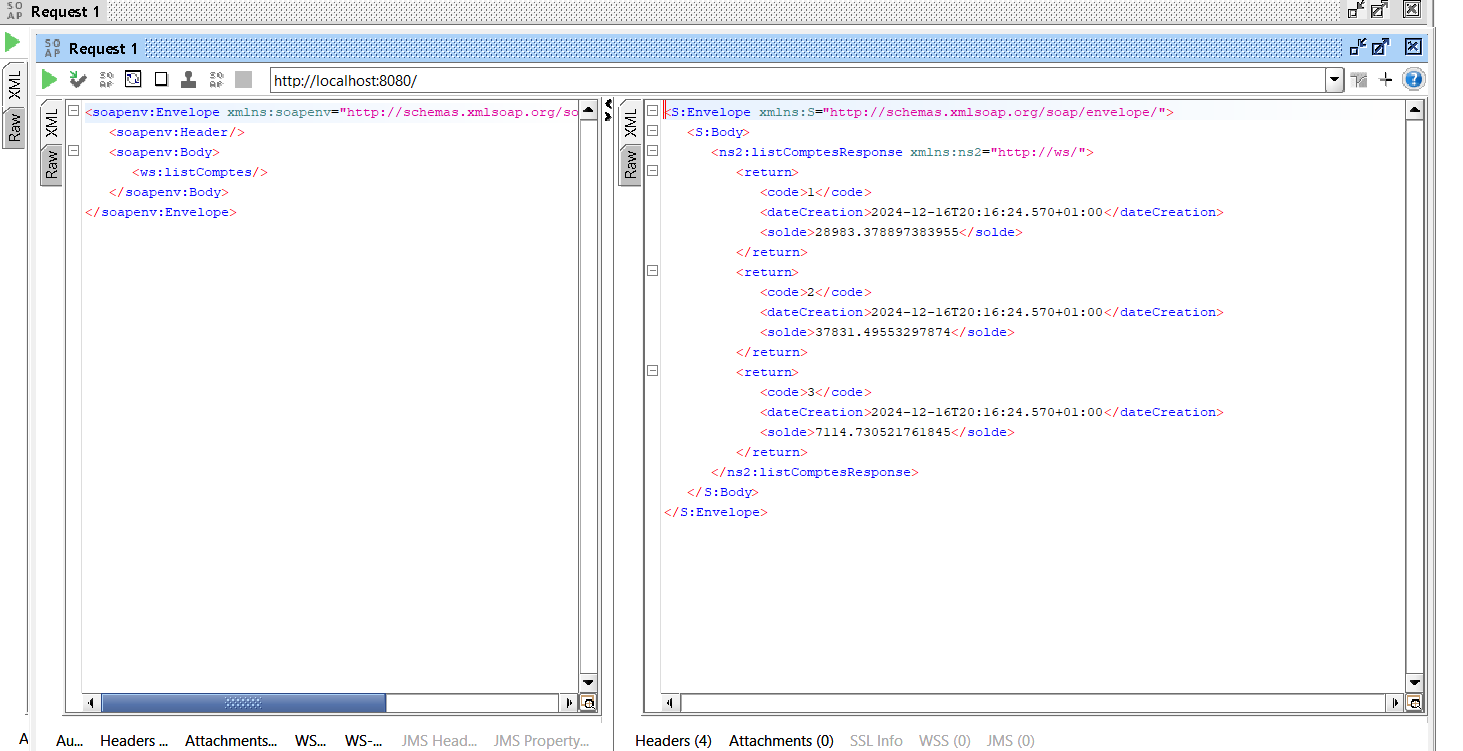 SO
AP Request 1
SO
AP Request 1
XML
Raw
SO
AP
SO
AP
http://localhost:8080/
XML
Raw
<soapenv:Envelope xmlns:soapenv="http://schemas.xmlsoap.org/so
<soapenv:Header/>
<soapenv:Body>
<ws:listComptes/>
</soapenv:Body>
</soapenv:Envelope>
XML
Raw
<S:Envelope xmlns:S="http://schemas.xmlsoap.org/soap/envelope/">
<S:Body>
<ns2:listComptesResponse xmlns:ns2="http://ws/">
<return>
<code>1</code>
<dateCreation>2024-12-16T20:16:24.570+01:00</dateCreation>
<solde>28983.378897383955</solde>
</return>
<return>
<code>2</code>
<dateCreation>2024-12-16T20:16:24.570+01:00</dateCreation>
<solde>37831.49553297874</solde>
</return>
<return>
<code>3</code>
<dateCreation>2024-12-16T20:16:24.570+01:00</dateCreation>
<solde>7114.730521761845</solde>
</return>
</ns2:listComptesResponse>
</S:Body>
</S:Envelope>
A Au... Headers ... Attachments... WS... WS-... JMS Head... JMS Property...
Headers (4) Attachments (0) SSL Info WSS (0) JMS (0)